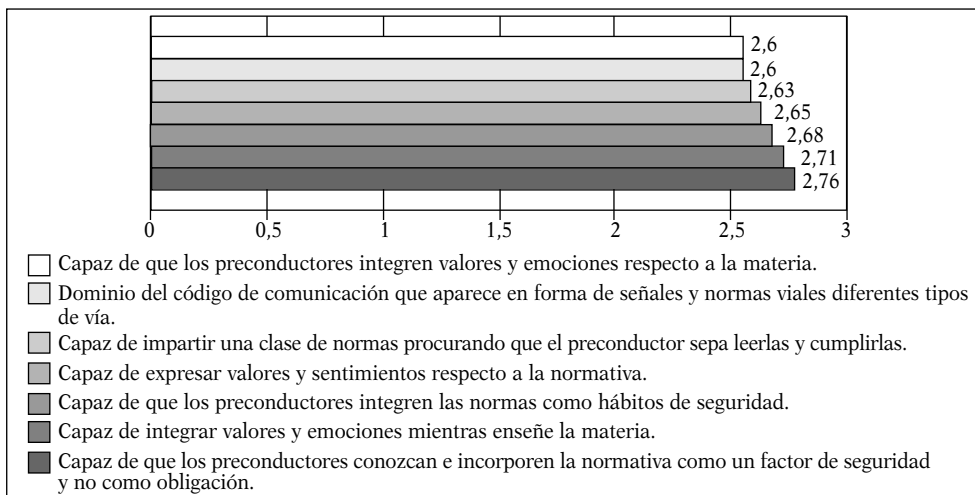 2,6
2,6
2,63
2,65
2,68
2,71
2,76
0 0,5 1 1,5 2 2,5 3
Capaz de que los preconductores integren valores y emociones respecto a la materia.
Dominio del código de comunicación que aparece en forma de señales y normas viales diferentes tipos
de vía.
Capaz de impartir una clase de normas procurando que el preconductor sepa leerlas y cumplirlas.
Capaz de expresar valores y sentimientos respecto a la normativa.
Capaz de que los preconductores integren las normas como hábitos de seguridad.
Capaz de integrar valores y emociones mientras enseñe la materia.
Capaz de que los preconductores conozcan e incorporen la normativa como un factor de seguridad
y no como obligación.